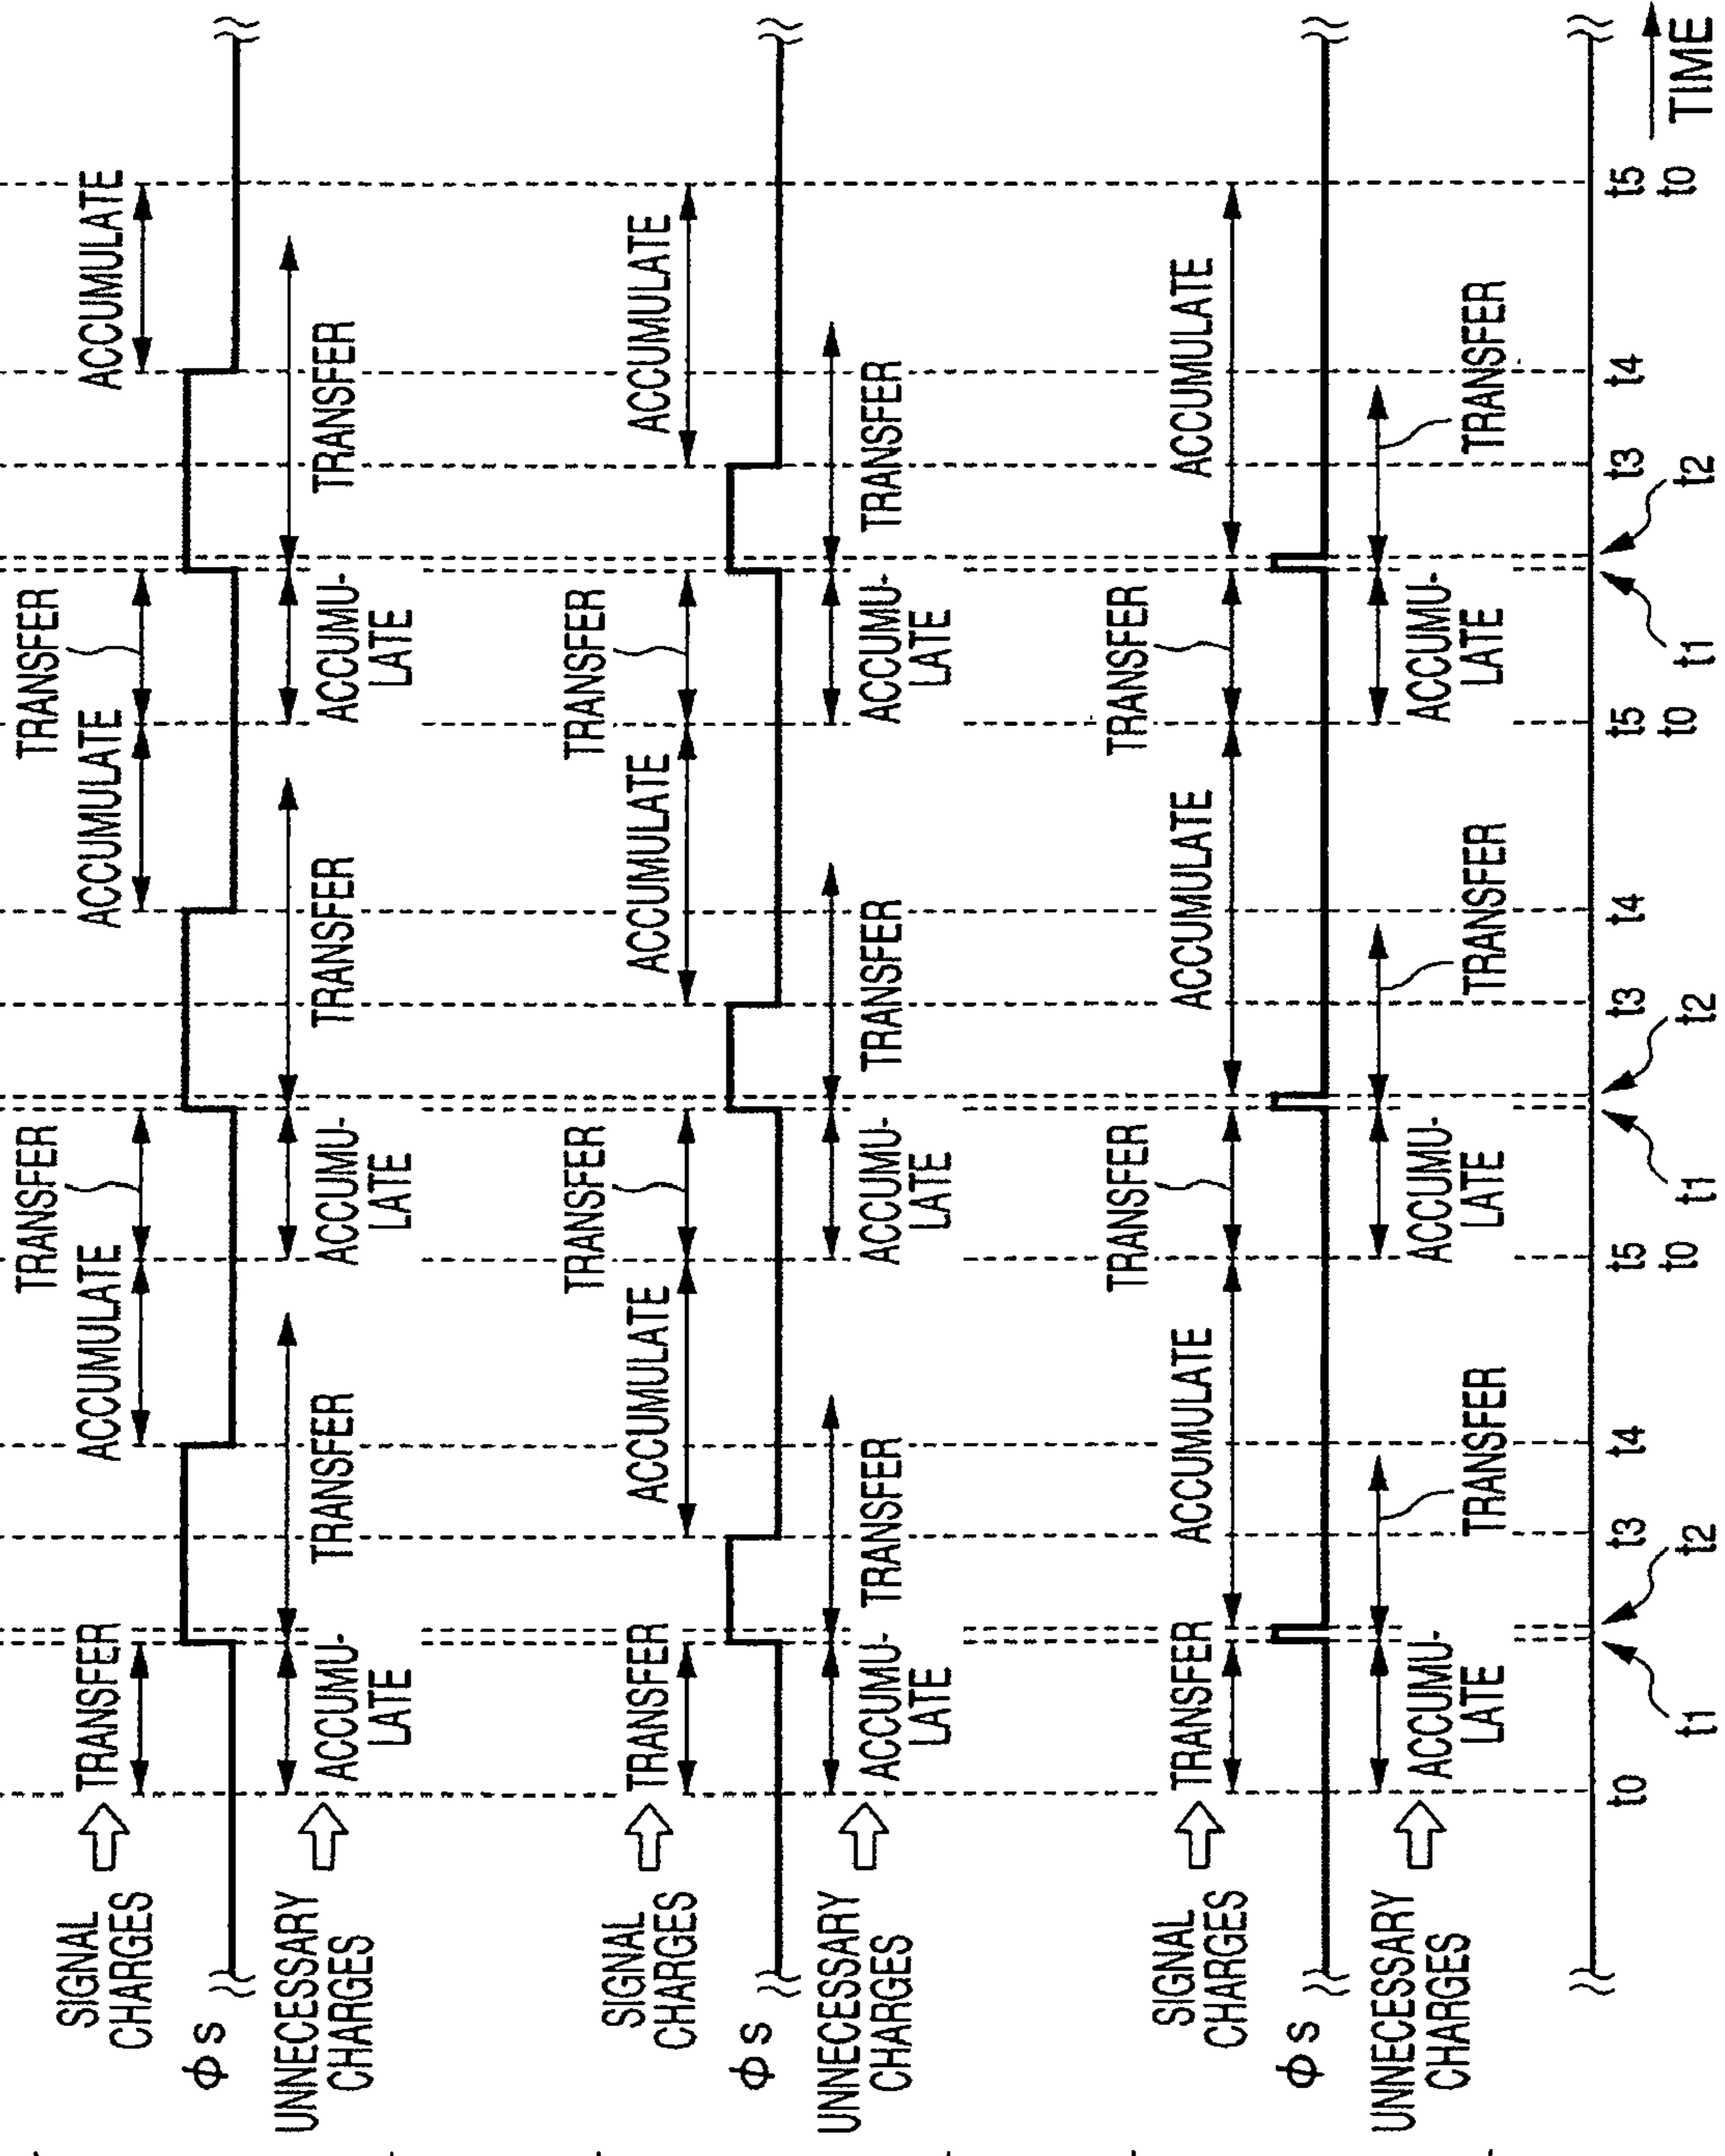 TRANSFER TRANSFER
SIGNAL
CHARGES
TRANSFER ACCUMULATE ACCUMULATE ACCUMULATE
φs
UNNECESSARY
CHARGES
ACCUMU-
LATE
TRANSFER
ACCUMU-
LATE
TRANSFER
ACCUMU-
LATE
TRANSFER
TRANSFER TRANSFER
SIGNAL
CHARGES
TRANSFER ACCUMULATE ACCUMULATE ACCUMULATE
φs
UNNECESSARY
CHARGES
ACCUMU-
LATE
TRANSFER
ACCUMU-
LATE
TRANSFER
ACCUMU-
LATE
TRANSFER
TRANSFER TRANSFER
SIGNAL
CHARGES
TRANSFER ACCUMULATE ACCUMULATE ACCUMULATE
φs
UNNECESSARY
CHARGES
ACCUMU-
LATE
TRANSFER
ACCUMU-
LATE
TRANSFER
ACCUMU-
LATE
TRANSFER
t0 t3 t4 t5 t3 t4 t5 t3 t4 t5
t0 t0 t0
t1 t2 t1 t2 t1 t2
TIME